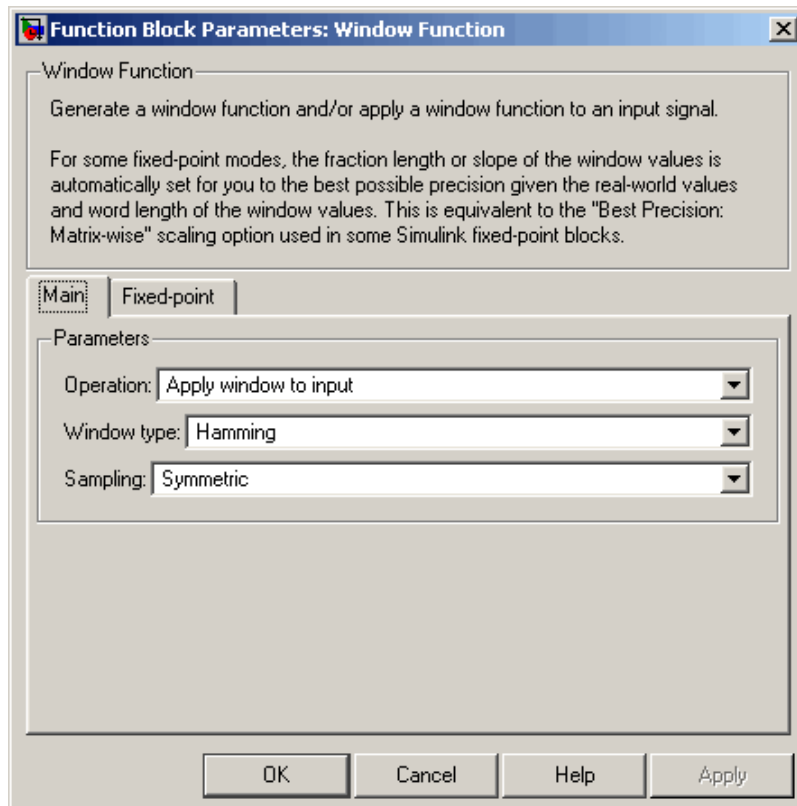 Function Block Parameters: Window Function
Window Function
Generate a window function and/or apply a window function to an input signal.
For some fixed-point modes, the fraction length or slope of the window values is
automatically set for you to the best possible precision given the real-world values
and word length of the window values. This is equivalent to the "Best Precision:
Matrix-wise" scaling option used in some Simulink fixed-point blocks.
Main Fixed-point
Parameters
Operation: Apply window to input
Window type: Hamming
Sampling: Symmetric
OK Cancel Help Apply